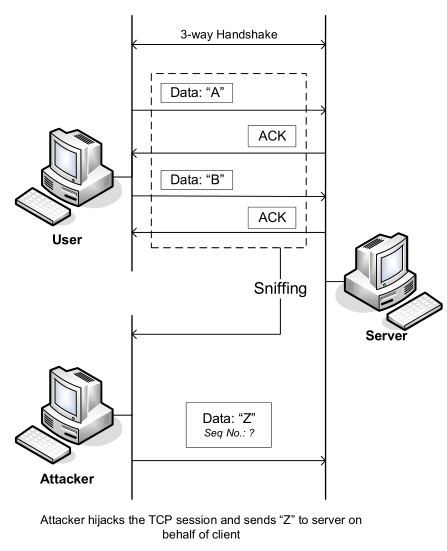 3-way Handshake
Data: “A”
ACK
Data: “B”
ACK
User
Sniffing
Server
Data: “Z”
Seq No.: ?
Attacker
Attacker hijacks the TCP session and sends “Z” to server on
behalf of client